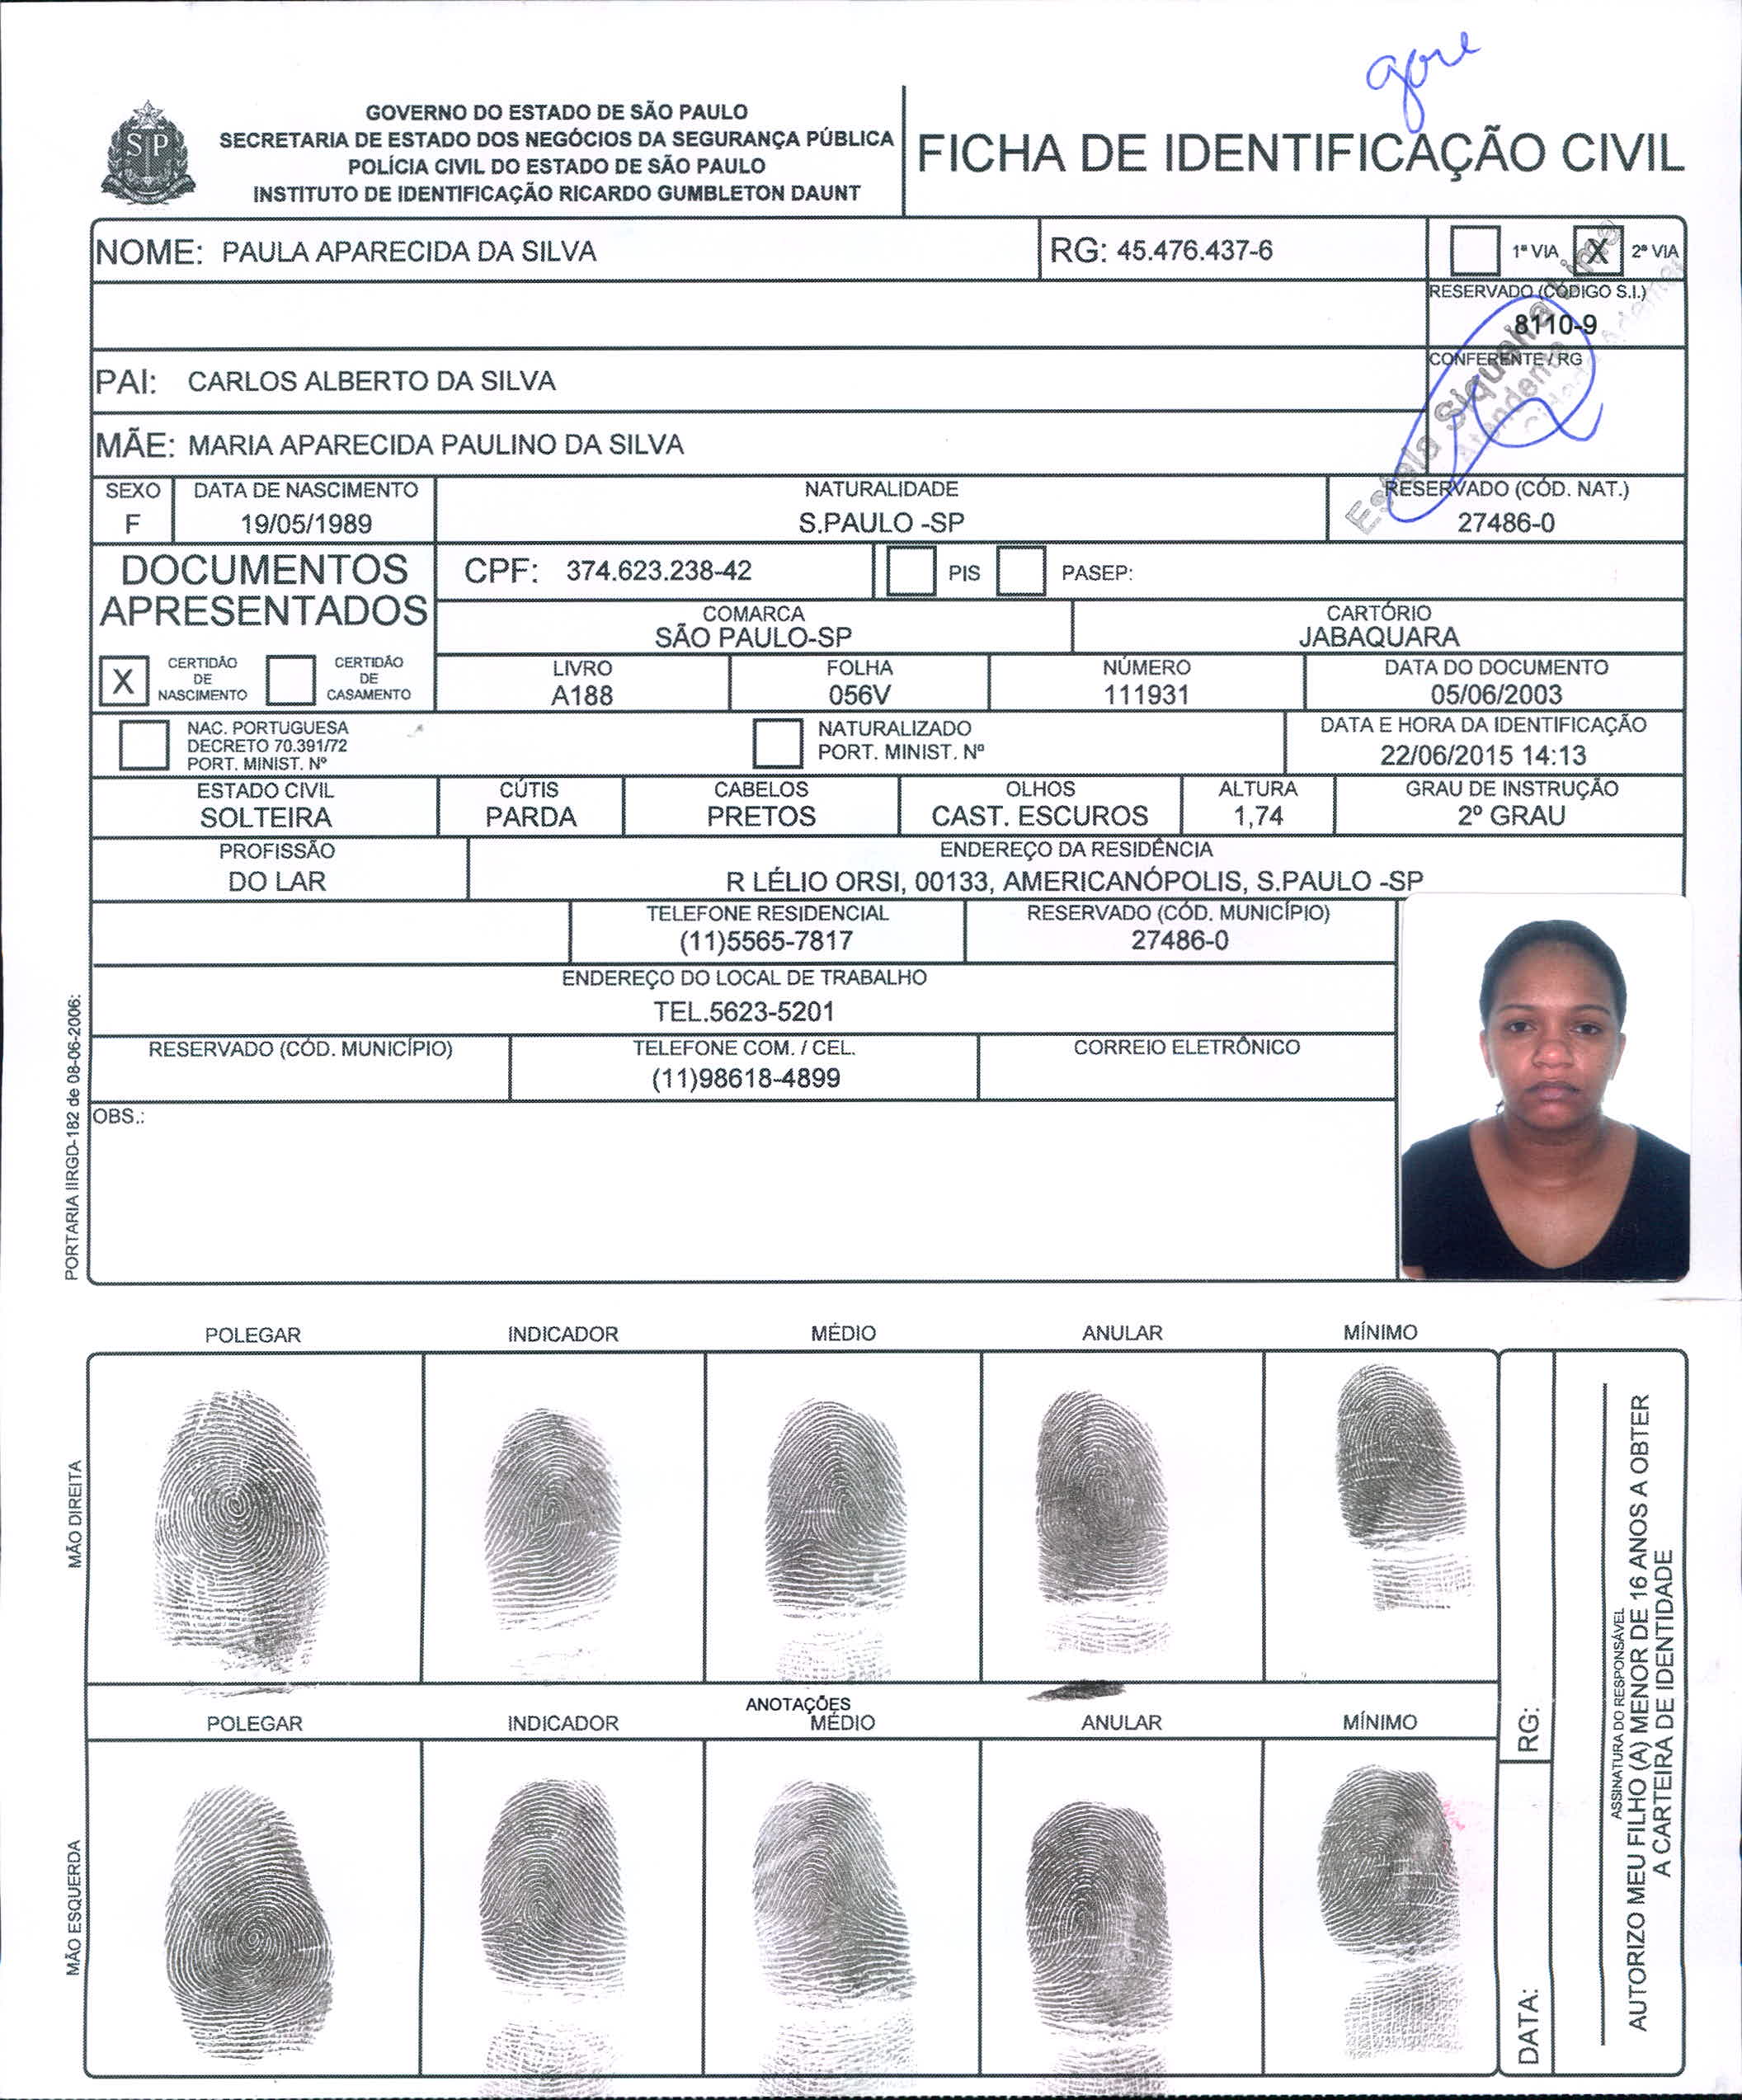 gore
GOVERNO DO ESTADO DE SÃO PAULO
SECRETARIA DE ESTADO DOS NEGÓCIOS DA SEGURANÇA PÚBLICA
POLÍCIA CIVIL DO ESTADO DE SÃO PAULO
INSTITUTO DE IDENTIFICAÇÃO RICARDO GUMBLETON DAUNT
SP
FICHA DE IDENTIFICAÇÃO CIVIL
NOME: PAULA APARECIDA DA SILVA
RG: 45.476.437-6
1ª VIA X 2ª VIA
RESERVADO (CÓDIGO S.I.)
8110-9
PAI: CARLOS ALBERTO DA SILVA
CONFERENTE / RG
Siqueira Lima
Atendente
MÃE: MARIA APARECIDA PAULINO DA SILVA
SEXO
F
DATA DE NASCIMENTO
19/05/1989
NATURALIDADE
S.PAULO -SP
RESERVADO (CÓD. NAT.)
27486-0
DOCUMENTOS
APRESENTADOS
X CERTIDÃO
DE
NASCIMENTO
CERTIDÃO
DE
CASAMENTO
CPF: 374.623.238-42
PIS PASEP:
COMARCA
SÃO PAULO-SP
CARTÓRIO
JABAQUARA
LIVRO
A188
FOLHA
056V
NÚMERO
111931
DATA DO DOCUMENTO
05/06/2003
NAC. PORTUGUESA
DECRETO 70.391/72
PORT. MINIST. Nº
NATURALIZADO
PORT. MINIST. Nº
DATA E HORA DA IDENTIFICAÇÃO
22/06/2015 14:13
ESTADO CIVIL
SOLTEIRA
CÚTIS
PARDA
CABELOS
PRETOS
OLHOS
CAST. ESCUROS
ALTURA
1,74
GRAU DE INSTRUÇÃO
2º GRAU
PROFISSÃO
DO LAR
ENDEREÇO DA RESIDÊNCIA
R LÉLIO ORSI, 00133, AMERICANÓPOLIS, S.PAULO -SP
TELEFONE RESIDENCIAL
(11)5565-7817
RESERVADO (CÓD. MUNICÍPIO)
27486-0
ENDEREÇO DO LOCAL DE TRABALHO
TEL.5623-5201
RESERVADO (CÓD. MUNICÍPIO)
TELEFONE COM. / CEL.
(11)98618-4899
CORREIO ELETRÔNICO
OBS.:
PORTARIA IIRGD-182 de 08-06-2006:
POLEGAR INDICADOR MÉDIO ANULAR MÍNIMO
MÃO DIREITA
ANOTAÇÕES
POLEGAR INDICADOR MÉDIO ANULAR MÍNIMO
MÃO ESQUERDA
RG:
DATA:
ASSINATURA DO RESPONSÁVEL
AUTORIZO MEU FILHO (A) MENOR DE 16 ANOS A OBTER
A CARTEIRA DE IDENTIDADE